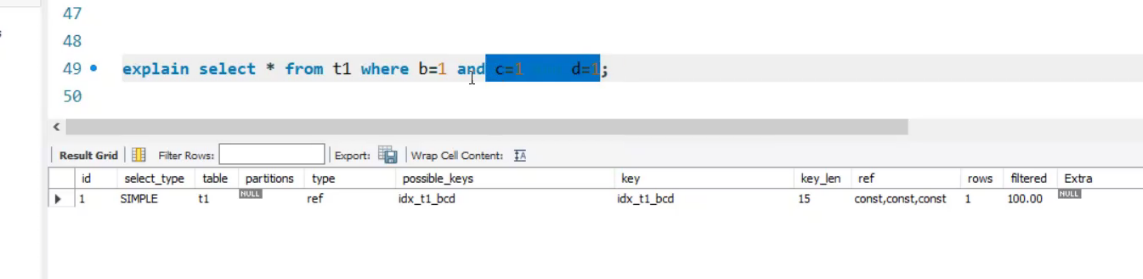 47
48
49 explain select * from t1 where b=1 and c=1 d=1;
50
Result Grid Filter Rows: Export: Wrap Cell Content:
id select_type table partitions type possible_keys key key_len ref rows filtered Extra
1 SIMPLE t1 NULL ref idx_t1_bcd idx_t1_bcd 15 const,const,const 1 100.00 NULL